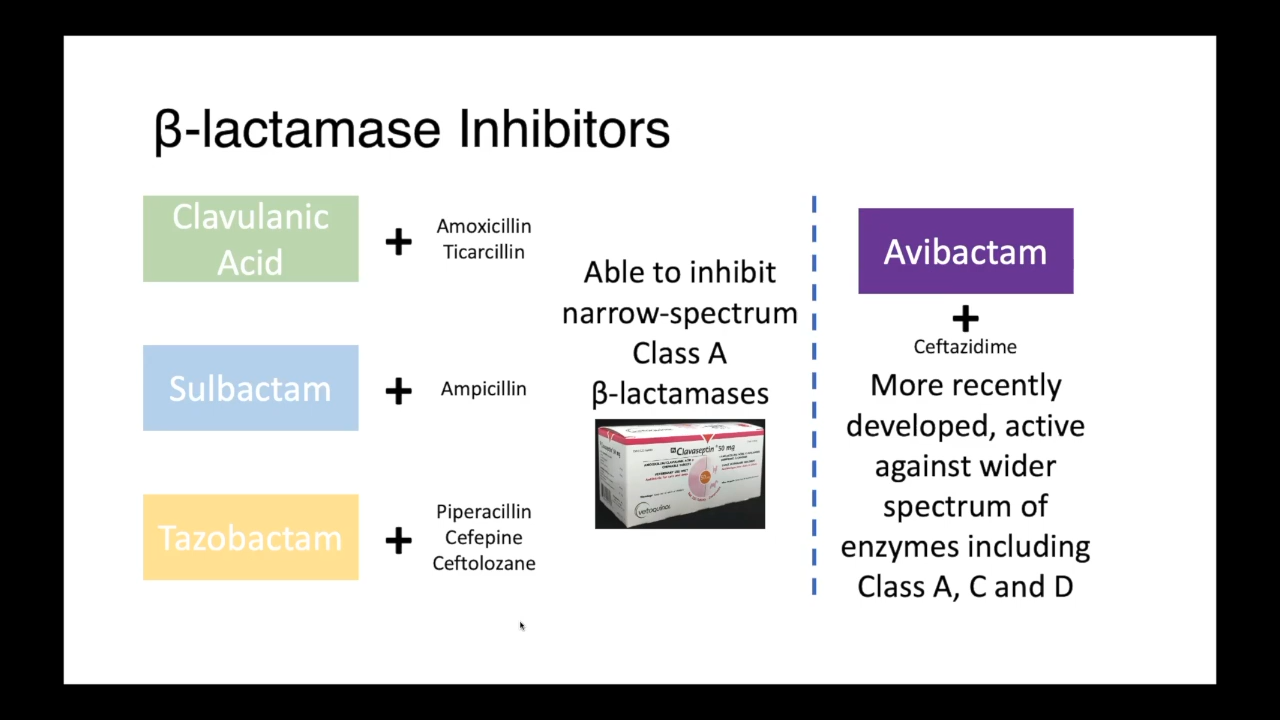 β-lactamase Inhibitors
Clavulanic
Acid
Amoxicillin
Ticarcillin
Sulbactam
Ampicillin
Tazobactam
Piperacillin
Cefepine
Ceftolozane
Able to inhibit
narrow-spectrum
Class A
β-lactamases
Clavaseptin 50 mg
vetoquinol
Avibactam
Ceftazidime
More recently
developed, active
against wider
spectrum of
enzymes including
Class A, C and D